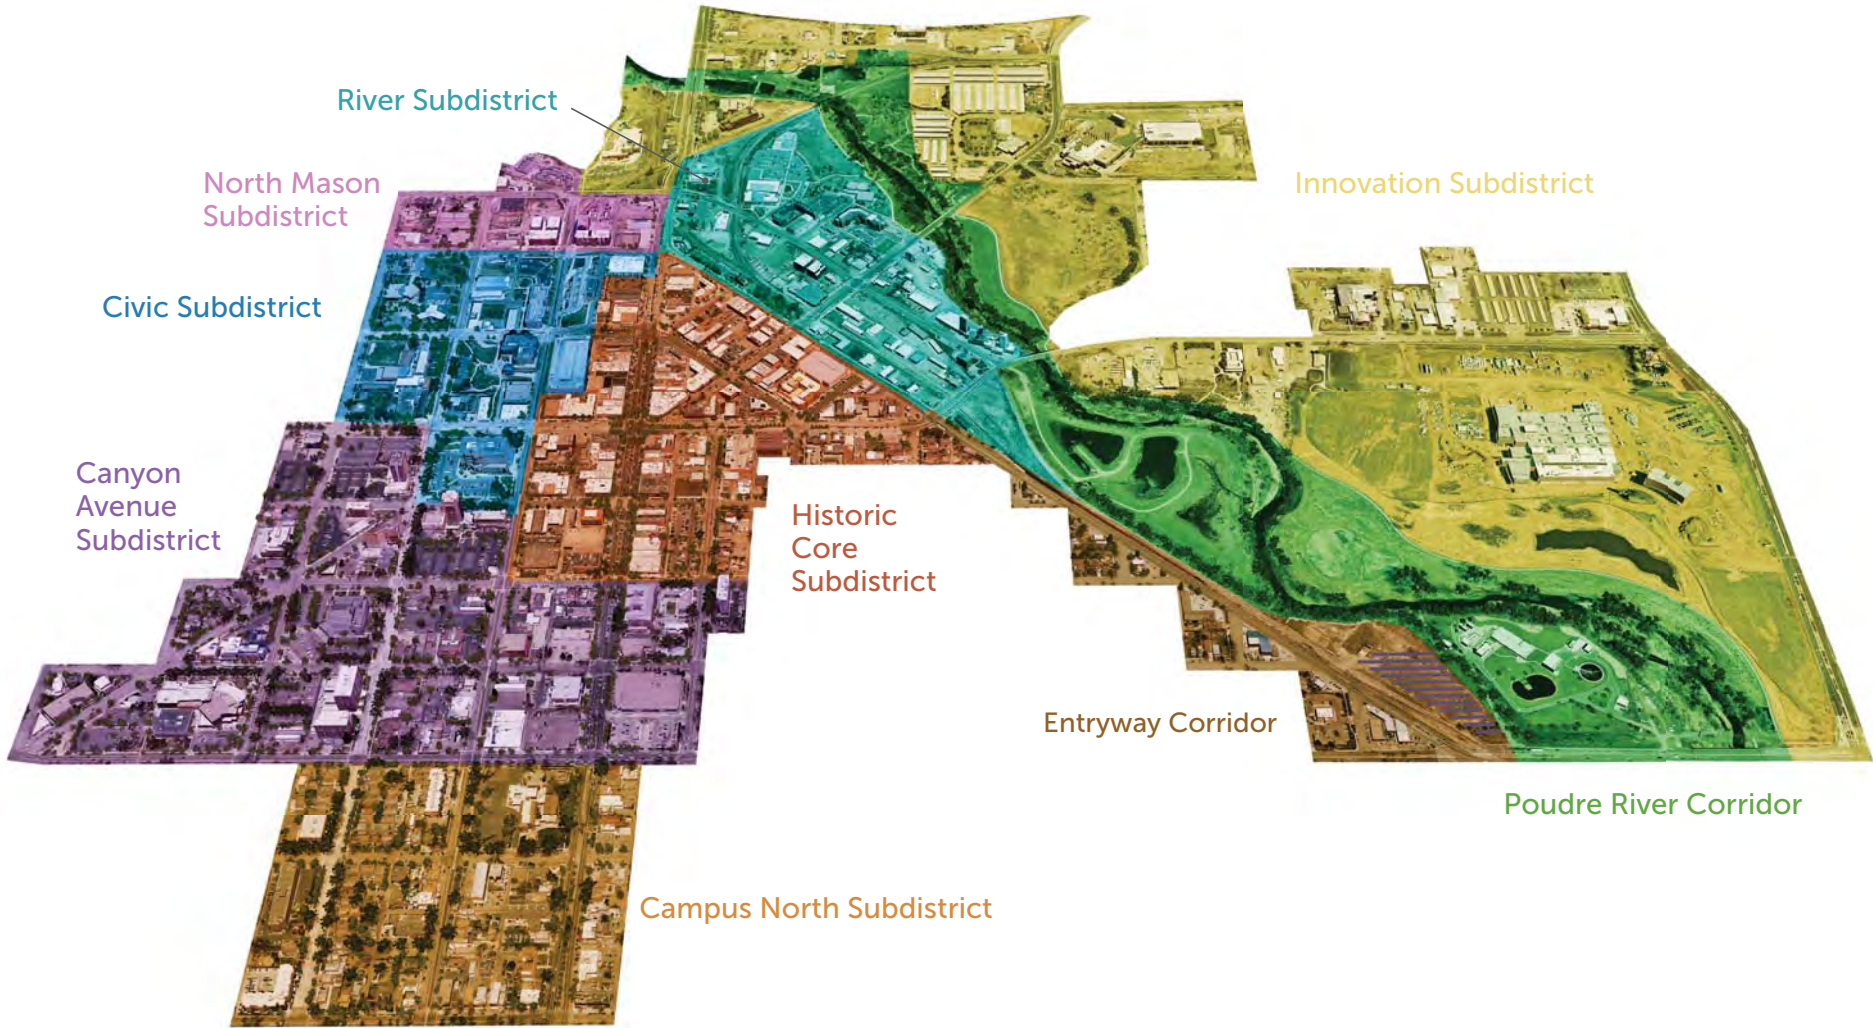 River Subdistrict
North Mason
Subdistrict
Innovation Subdistrict
Civic Subdistrict
Canyon
Avenue
Subdistrict
Historic
Core
Subdistrict
Entryway Corridor
Poudre River Corridor
Campus North Subdistrict